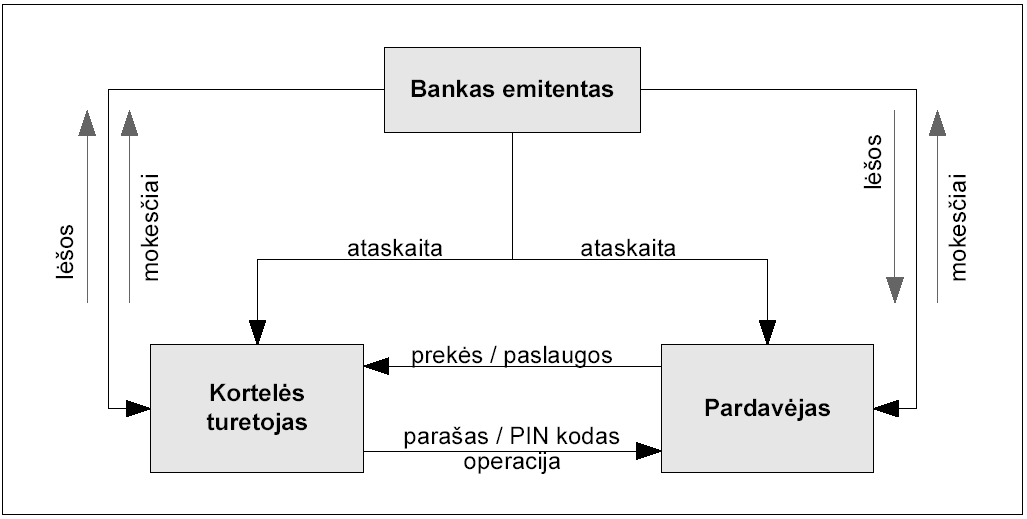 Bankas emitentas
lėšos
mokesčiai
lėšos
mokesčiai
ataskaita
ataskaita
prekės / paslaugos
Kortelės
turetojas
Pardavėjas
parašas / PIN kodas
operacija